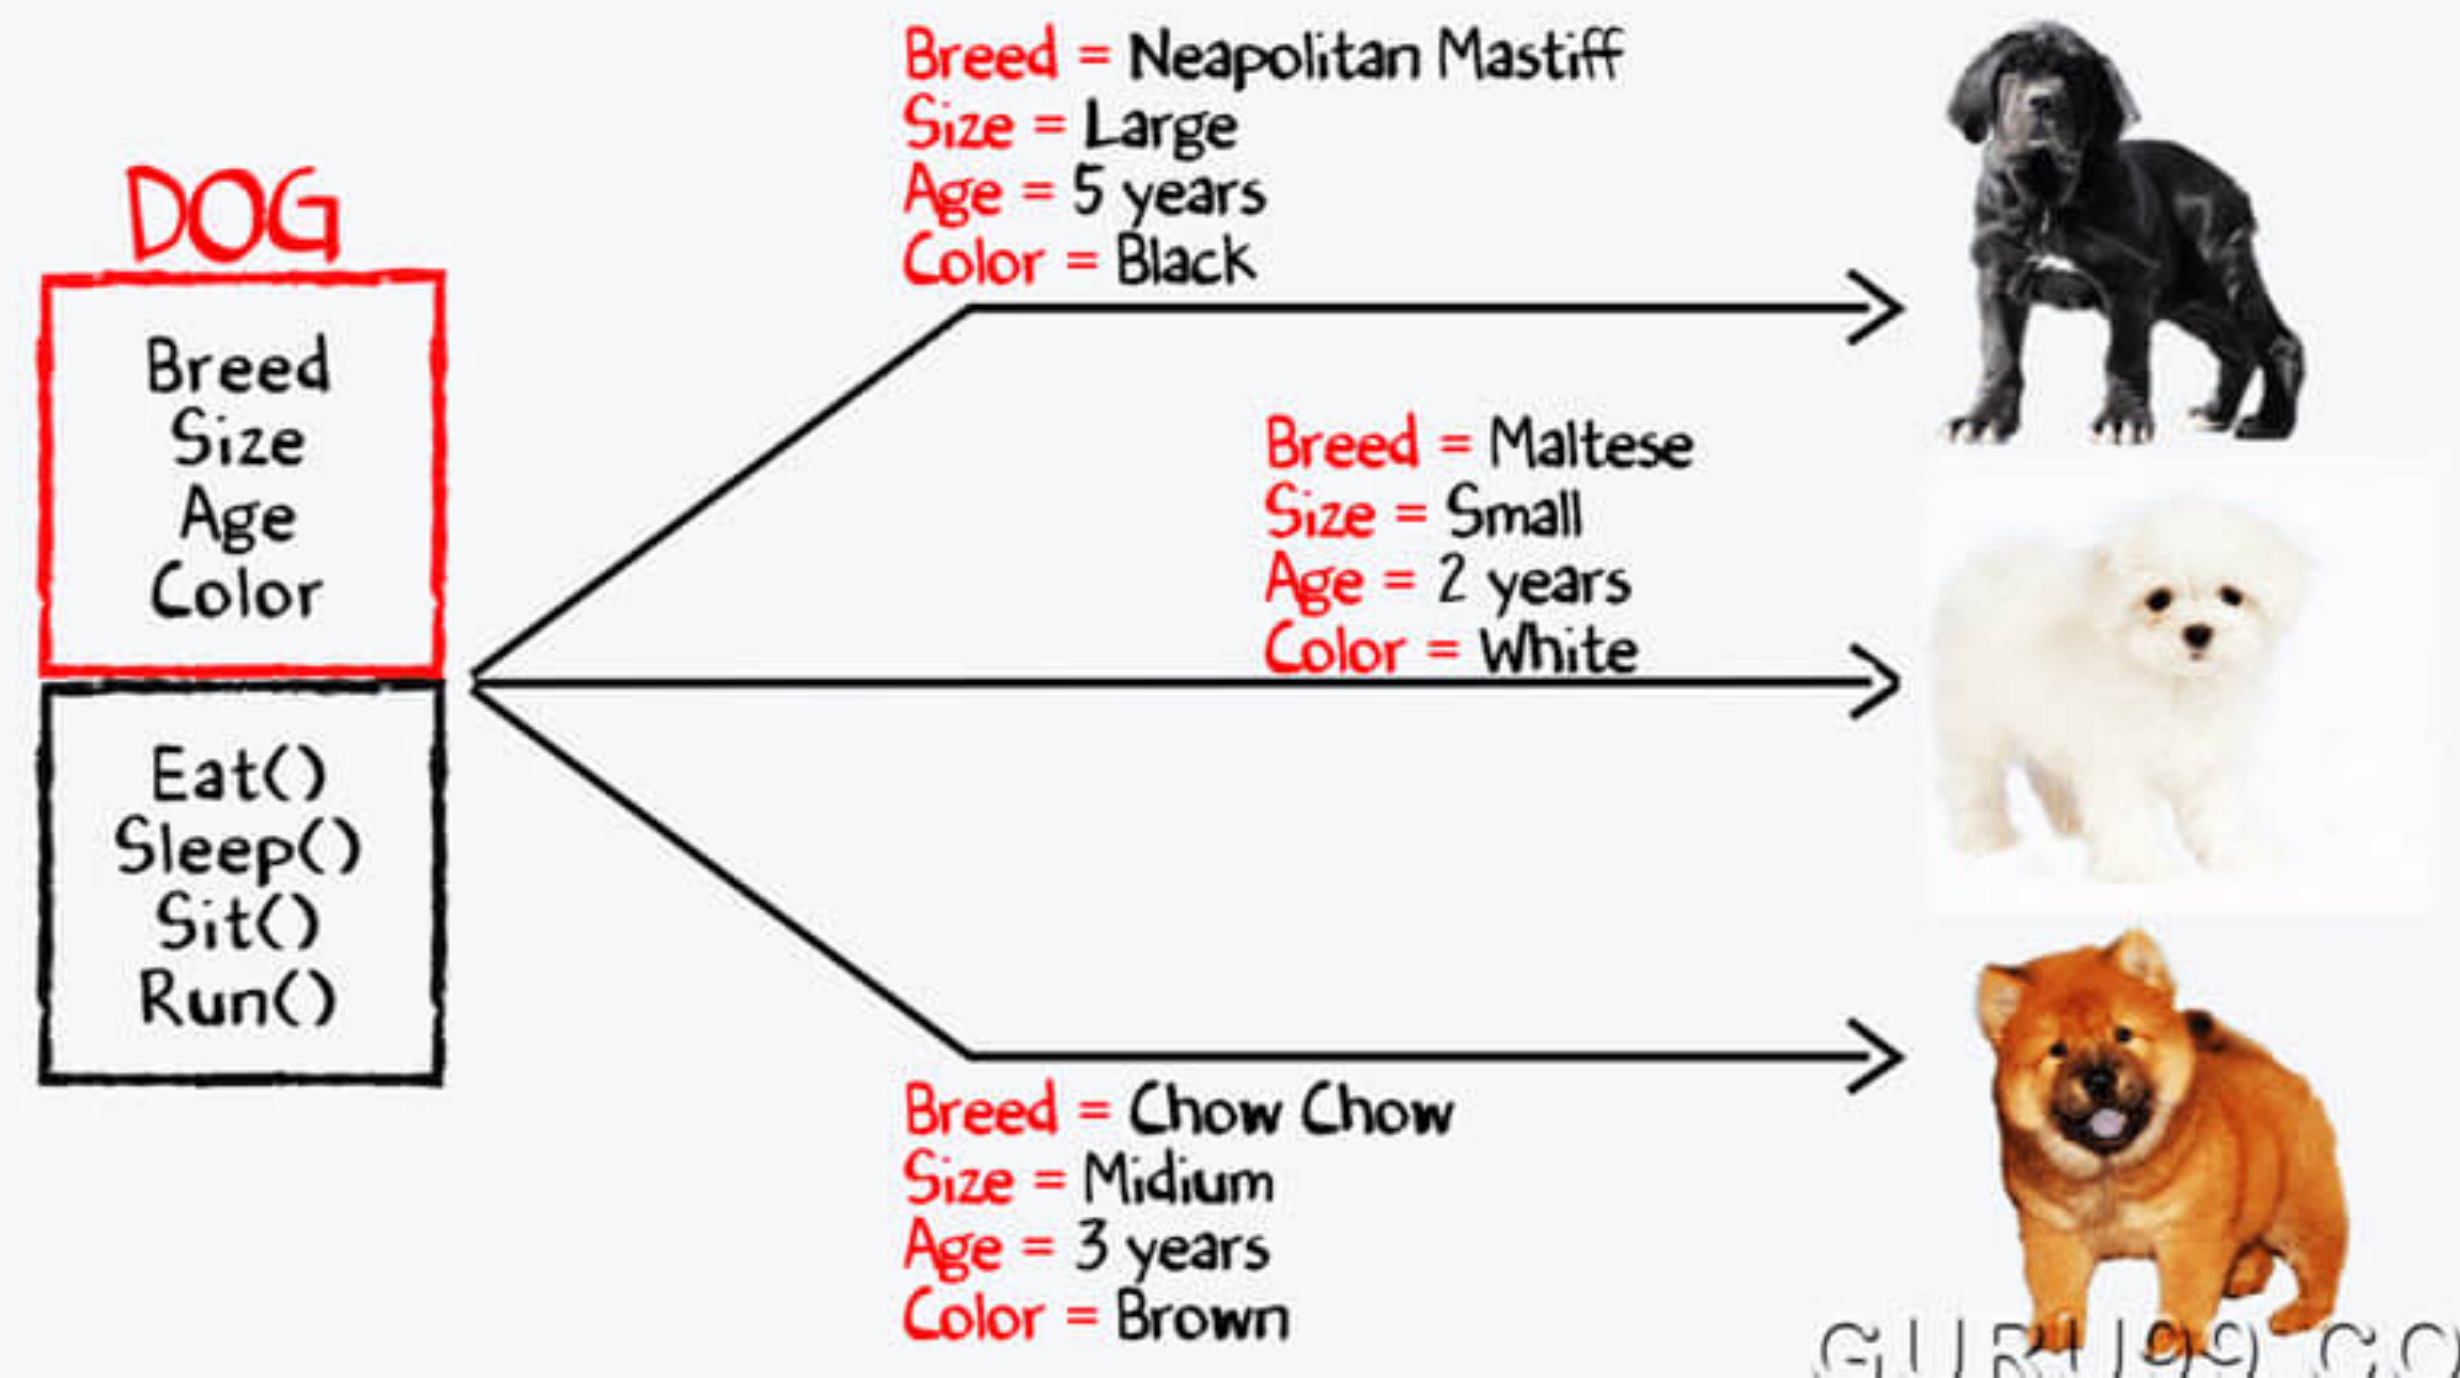 DOG
Breed
Size
Age
Color
Eat()
Sleep()
Sit()
Run()
Breed = Neapolitan Mastiff
Size = Large
Age = 5 years
Color = Black
Breed = Maltese
Size = Small
Age = 2 years
Color = White
Breed = Chow Chow
Size = Midium
Age = 3 years
Color = Brown
GURU99.CO